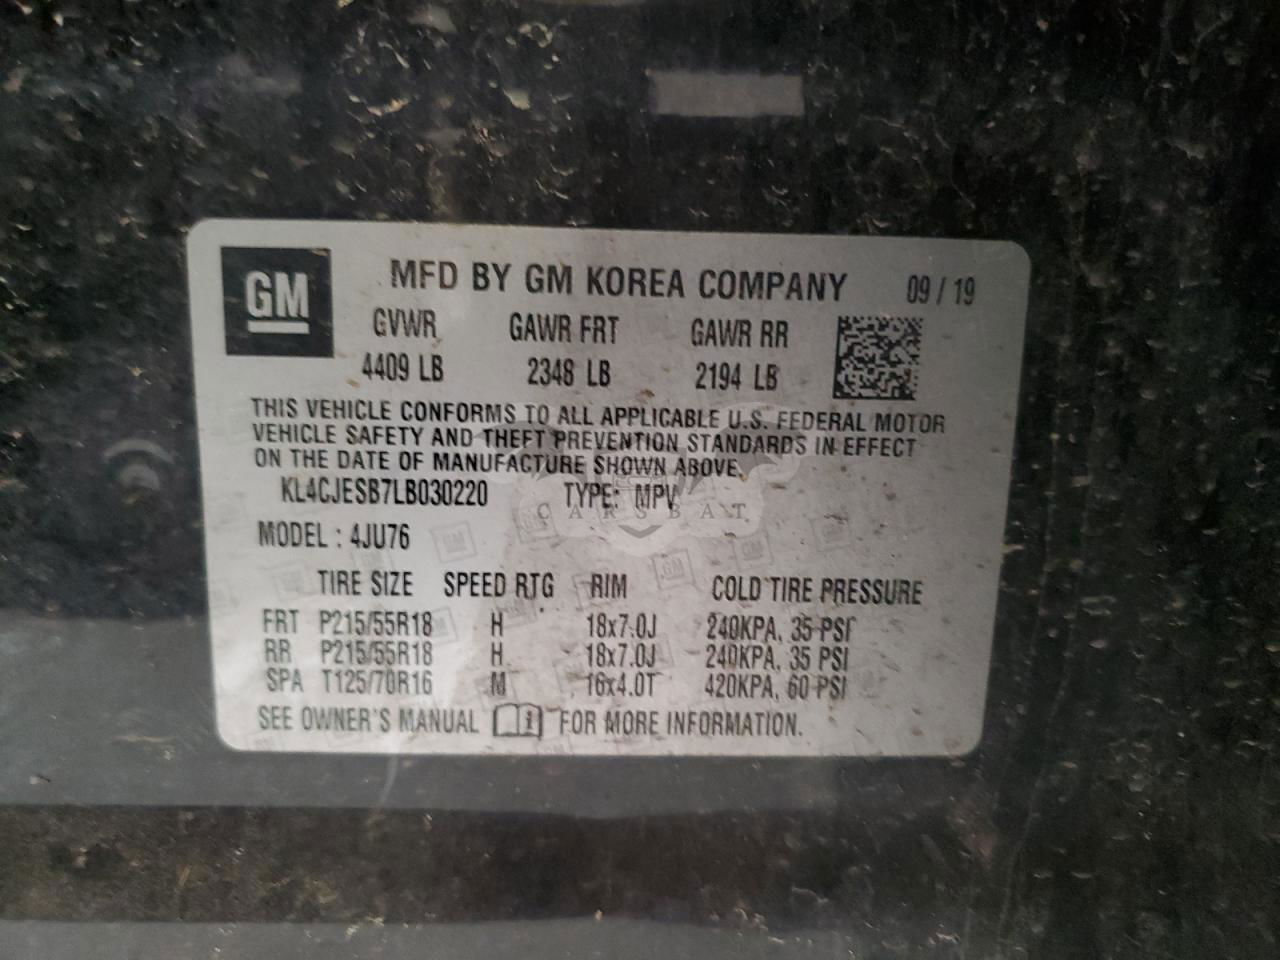 GM
MFD BY GM KOREA COMPANY 09 / 19
GVWR GAWR FRT GAWR RR
4409 LB 2348 LB 2194 LB
THIS VEHICLE CONFORMS TO ALL APPLICABLE U.S. FEDERAL MOTOR
VEHICLE SAFETY AND THEFT PREVENTION STANDARDS IN EFFECT
ON THE DATE OF MANUFACTURE SHOWN ABOVE.
KL4CJESB7LB030220 TYPE: MPV
CARSBAT
MODEL : 4JU76
TIRE SIZE SPEED RTG RIM COLD TIRE PRESSURE
FRT P215/55R18 H 18x7.0J 240KPA, 35 PSI
RR P215/55R18 H 18x7.0J 240KPA, 35 PSI
SPA T125/70R16 M 16x4.0T 420KPA, 60 PSI
SEE OWNER'S MANUAL FOR MORE INFORMATION.